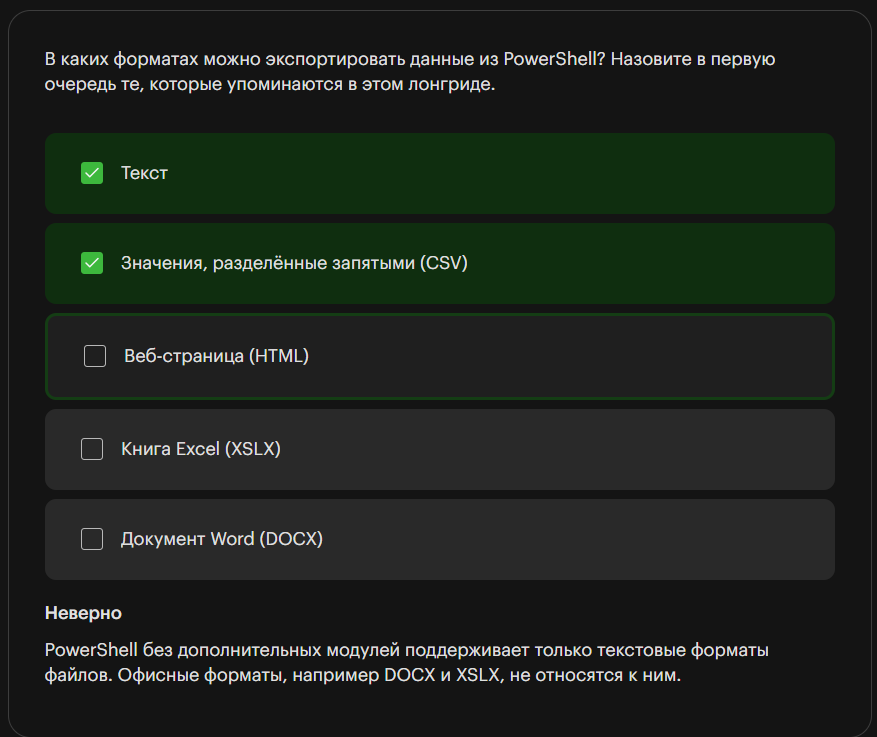 В каких форматах можно экспортировать данные из PowerShell? Назовите в первую
очередь те, которые упоминаются в этом лонгриде.
Текст
Значения, разделённые запятыми (CSV)
Веб-страница (HTML)
Книга Excel (XSLX)
Документ Word (DOCX)
Неверно
PowerShell без дополнительных модулей поддерживает только текстовые форматы
файлов. Офисные форматы, например DOCX и XSLX, не относятся к ним.